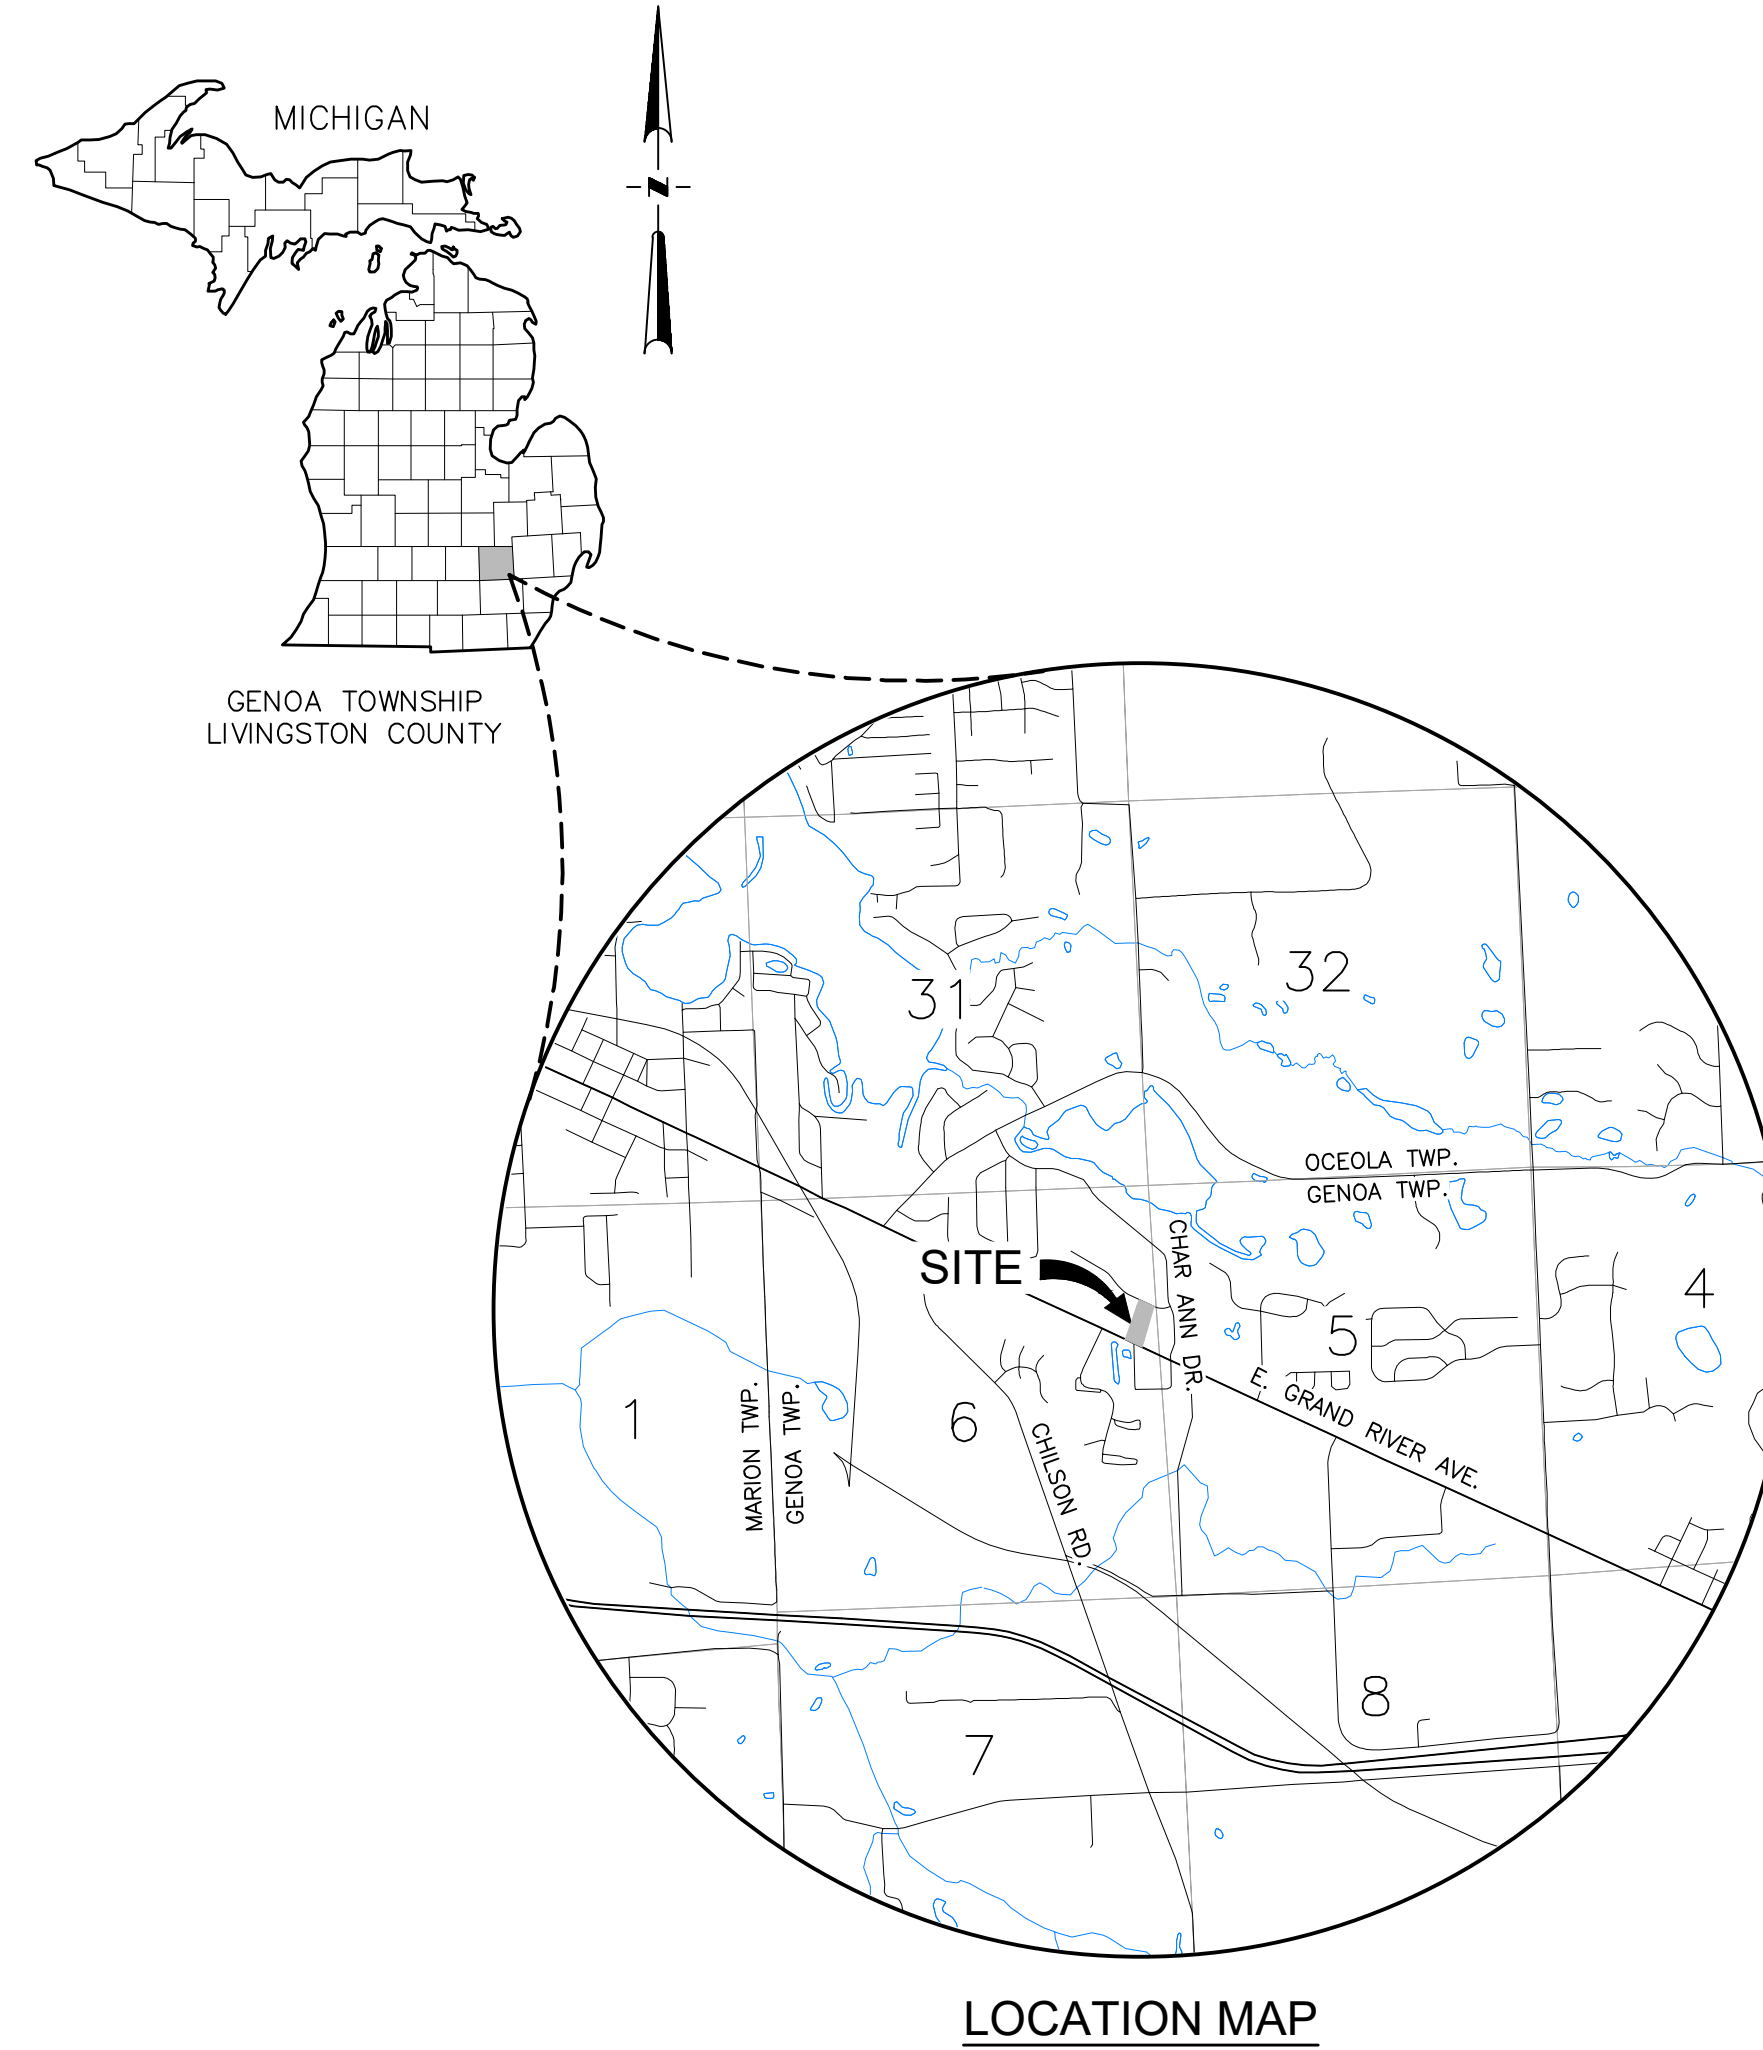 MICHIGAN
N
GENOA TOWNSHIP
LIVINGSTON COUNTY
31
32
OCEOLA TWP.
GENOA TWP.
SITE
CHAR ANN DR.
4
5
E. GRAND RIVER AVE.
1
MARION TWP.
GENOA TWP.
6
CHILSON RD.
8
7
LOCATION MAP